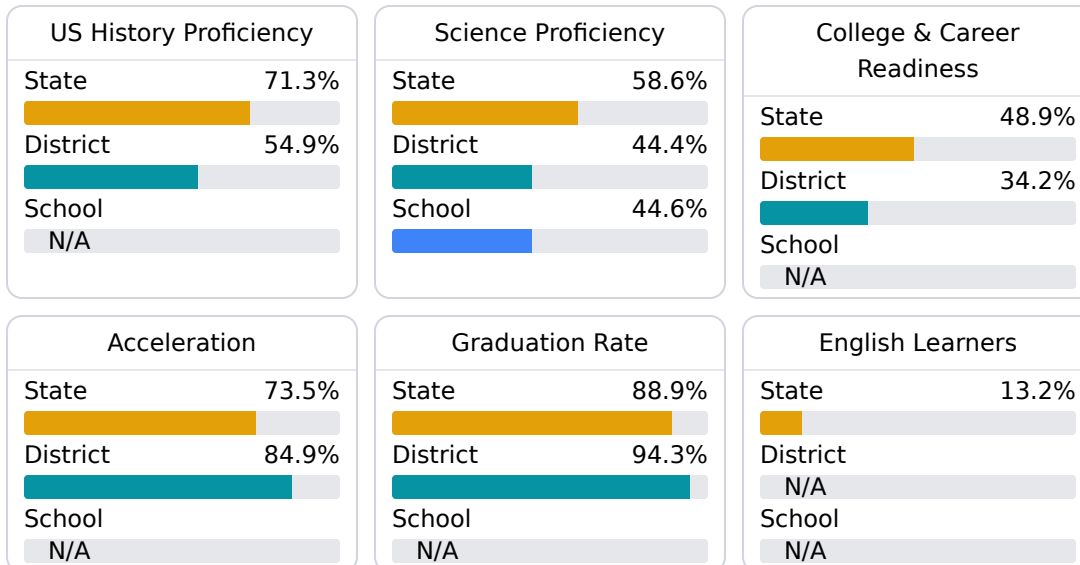 US History Proficiency
State 71.3%
District 54.9%
School
N/A
Science Proficiency
State 58.6%
District 44.4%
School 44.6%
College & Career
Readiness
State 48.9%
District 34.2%
School
N/A
Acceleration
State 73.5%
District 84.9%
School
N/A
Graduation Rate
State 88.9%
District 94.3%
School
N/A
English Learners
State 13.2%
District
N/A
School
N/A